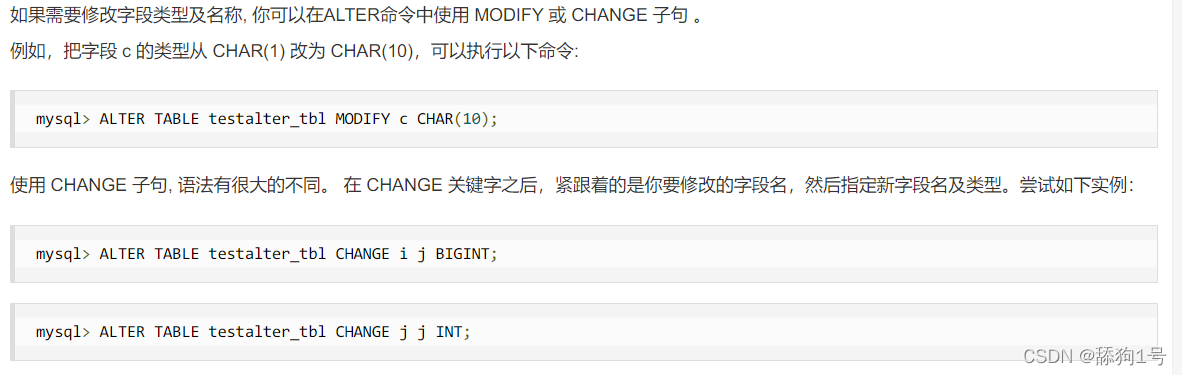 如果需要修改字段类型及名称, 你可以在ALTER命令中使用 MODIFY 或 CHANGE 子句 。
例如，把字段 c 的类型从 CHAR(1) 改为 CHAR(10)，可以执行以下命令:
mysql> ALTER TABLE testalter_tbl MODIFY c CHAR(10);
使用 CHANGE 子句, 语法有很大的不同。 在 CHANGE 关键字之后，紧跟着的是你要修改的字段名，然后指定新字段名及类型。尝试如下实例：
mysql> ALTER TABLE testalter_tbl CHANGE i j BIGINT;
mysql> ALTER TABLE testalter_tbl CHANGE j j INT;
CSDN @舔狗1号